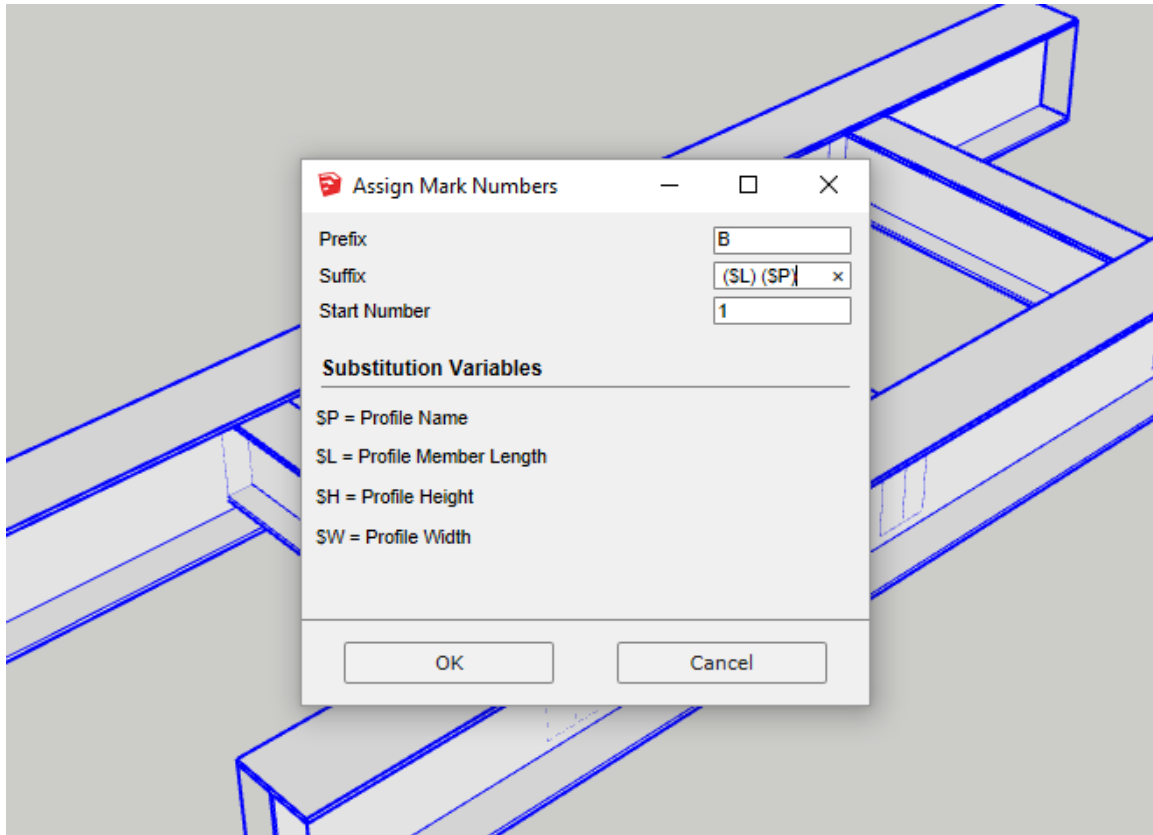 Assign Mark Numbers
Prefix B
Suffix ($L) ($P)
Start Number 1
Substitution Variables
$P = Profile Name
$L = Profile Member Length
$H = Profile Height
$W = Profile Width
OK Cancel